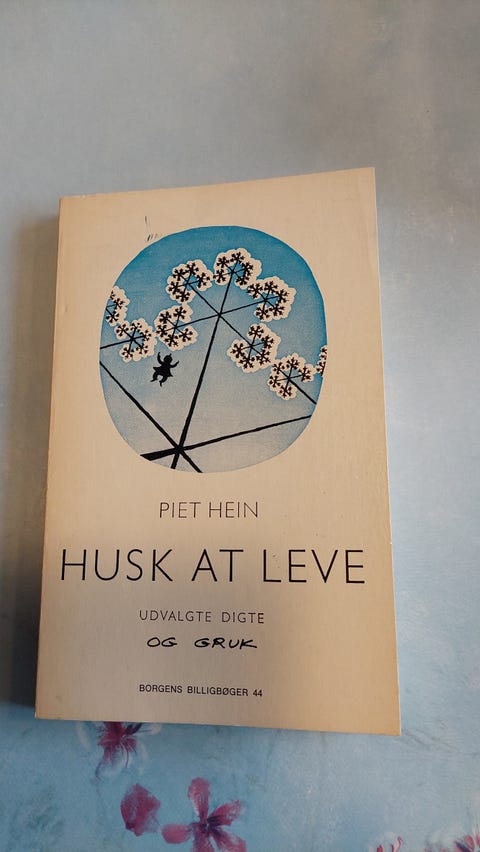 PIET HEIN
HUSK AT LEVE
UDVALGTE DIGTE
OG GRUK
BORGENS BILLIGBØGER 44